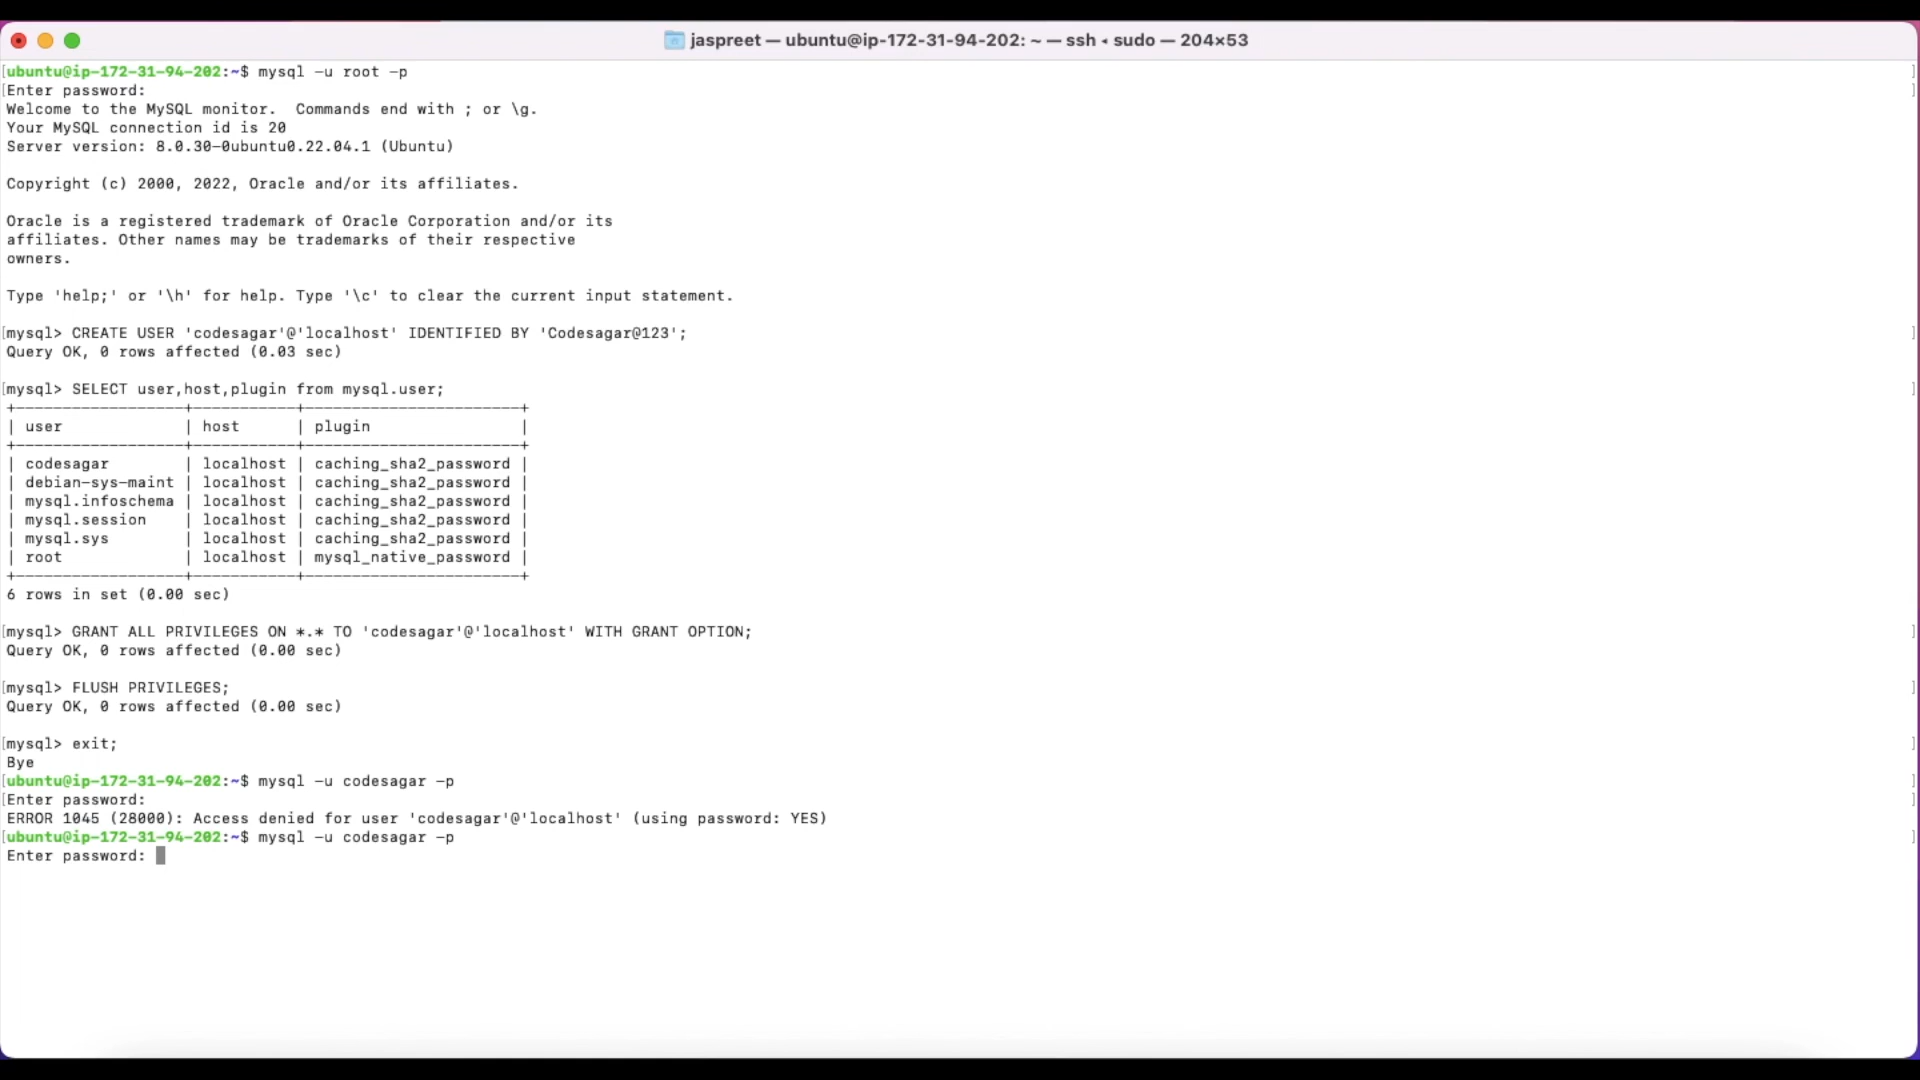 jaspreet — ubuntu@ip-172-31-94-202: ~ — ssh ◂ sudo — 204×53
[ubuntu@ip-172-31-94-202:~$ mysql -u root -p ]
[Enter password: ]
Welcome to the MySQL monitor.  Commands end with ; or \g.
Your MySQL connection id is 20
Server version: 8.0.30-0ubuntu0.22.04.1 (Ubuntu)

Copyright (c) 2000, 2022, Oracle and/or its affiliates.

Oracle is a registered trademark of Oracle Corporation and/or its
affiliates. Other names may be trademarks of their respective
owners.

Type 'help;' or '\h' for help. Type '\c' to clear the current input statement.

[mysql> CREATE USER 'codesagar'@'localhost' IDENTIFIED BY 'Codesagar@123'; ]
Query OK, 0 rows affected (0.03 sec)

[mysql> SELECT user,host,plugin from mysql.user; ]
+------------------+-----------+-----------------------+
| user             | host      | plugin                |
+------------------+-----------+-----------------------+
| codesagar        | localhost | caching_sha2_password |
| debian-sys-maint | localhost | caching_sha2_password |
| mysql.infoschema | localhost | caching_sha2_password |
| mysql.session    | localhost | caching_sha2_password |
| mysql.sys        | localhost | caching_sha2_password |
| root             | localhost | mysql_native_password |
+------------------+-----------+-----------------------+
6 rows in set (0.00 sec)

[mysql> GRANT ALL PRIVILEGES ON *.* TO 'codesagar'@'localhost' WITH GRANT OPTION; ]
Query OK, 0 rows affected (0.00 sec)

[mysql> FLUSH PRIVILEGES; ]
Query OK, 0 rows affected (0.00 sec)

[mysql> exit; ]
Bye
[ubuntu@ip-172-31-94-202:~$ mysql -u codesagar -p ]
[Enter password: ]
ERROR 1045 (28000): Access denied for user 'codesagar'@'localhost' (using password: YES)
[ubuntu@ip-172-31-94-202:~$ mysql -u codesagar -p ]
Enter password: